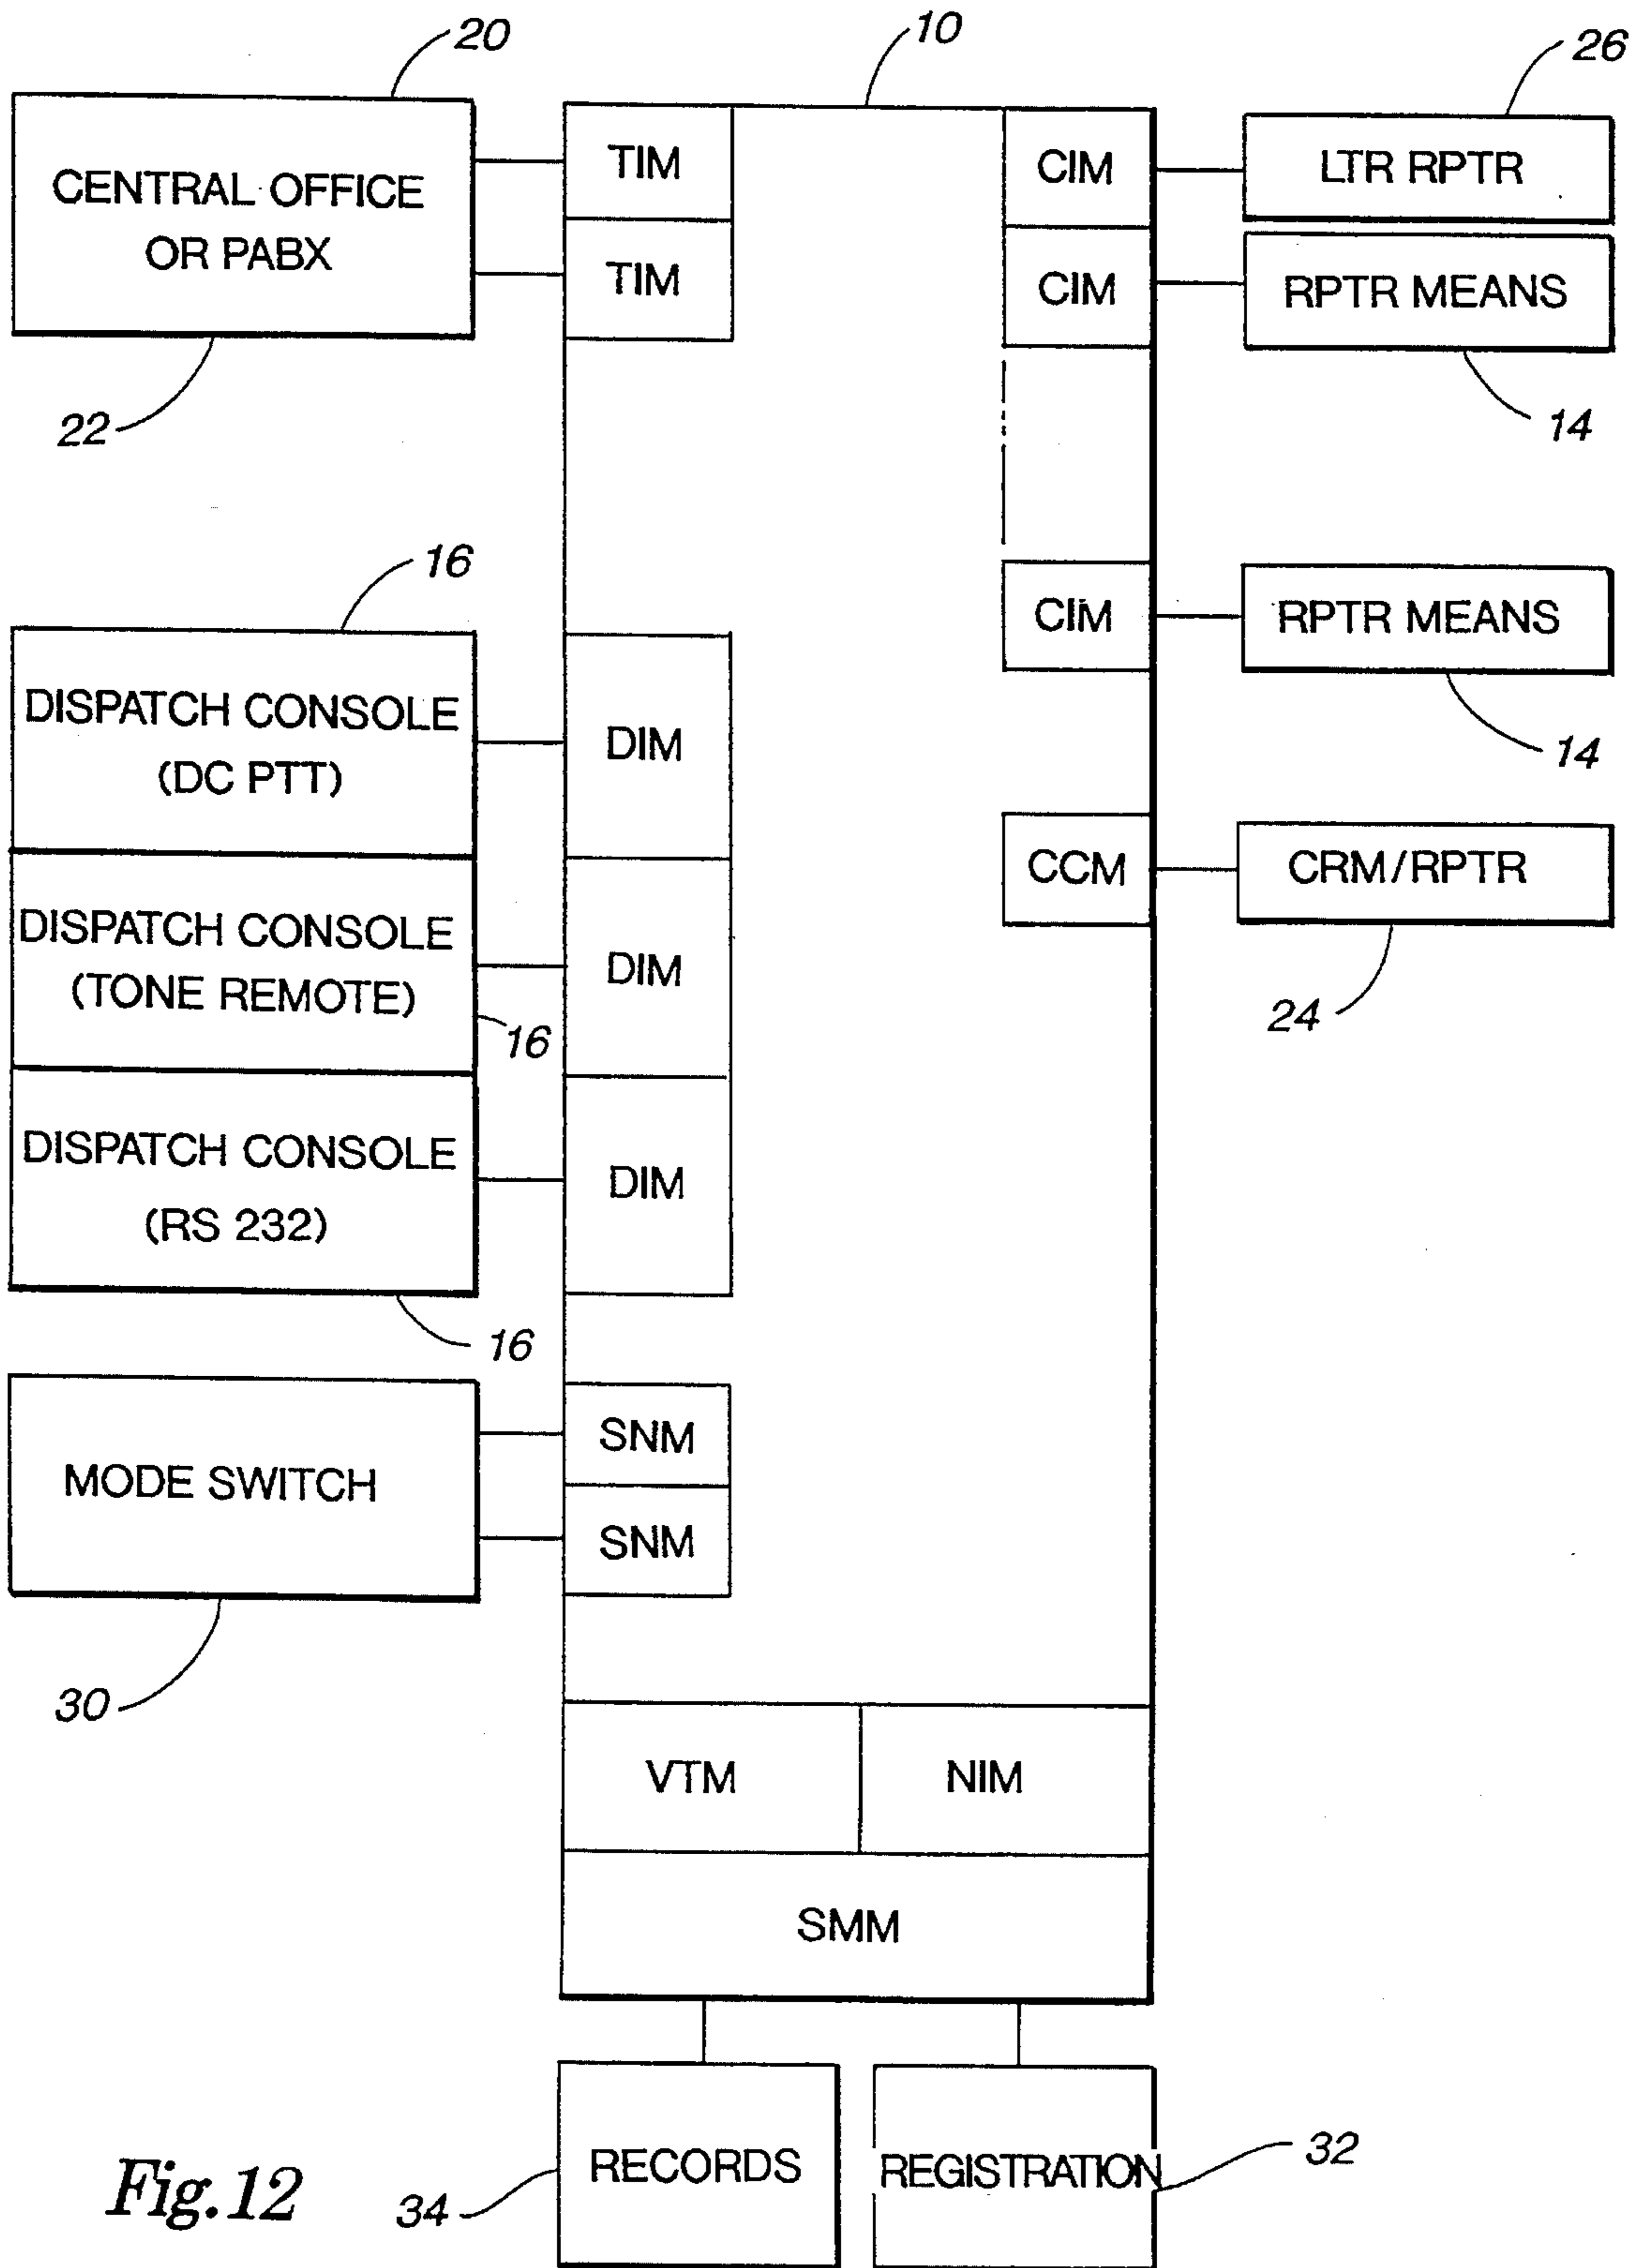 20
10
26
CENTRAL OFFICE
OR PABX
TIM
TIM
CIM
CIM
LTR RPTR
RPTR MEANS
22
14
16
CIM
RPTR MEANS
DISPATCH CONSOLE
(DC PTT)
DIM
14
CCM
CRM/RPTR
DISPATCH CONSOLE
(TONE REMOTE)
DIM
16
24
DISPATCH CONSOLE
(RS 232)
DIM
16
MODE SWITCH
SNM
SNM
30
VTM
NIM
SMM
RECORDS
REGISTRATION
32
34
Fig.12